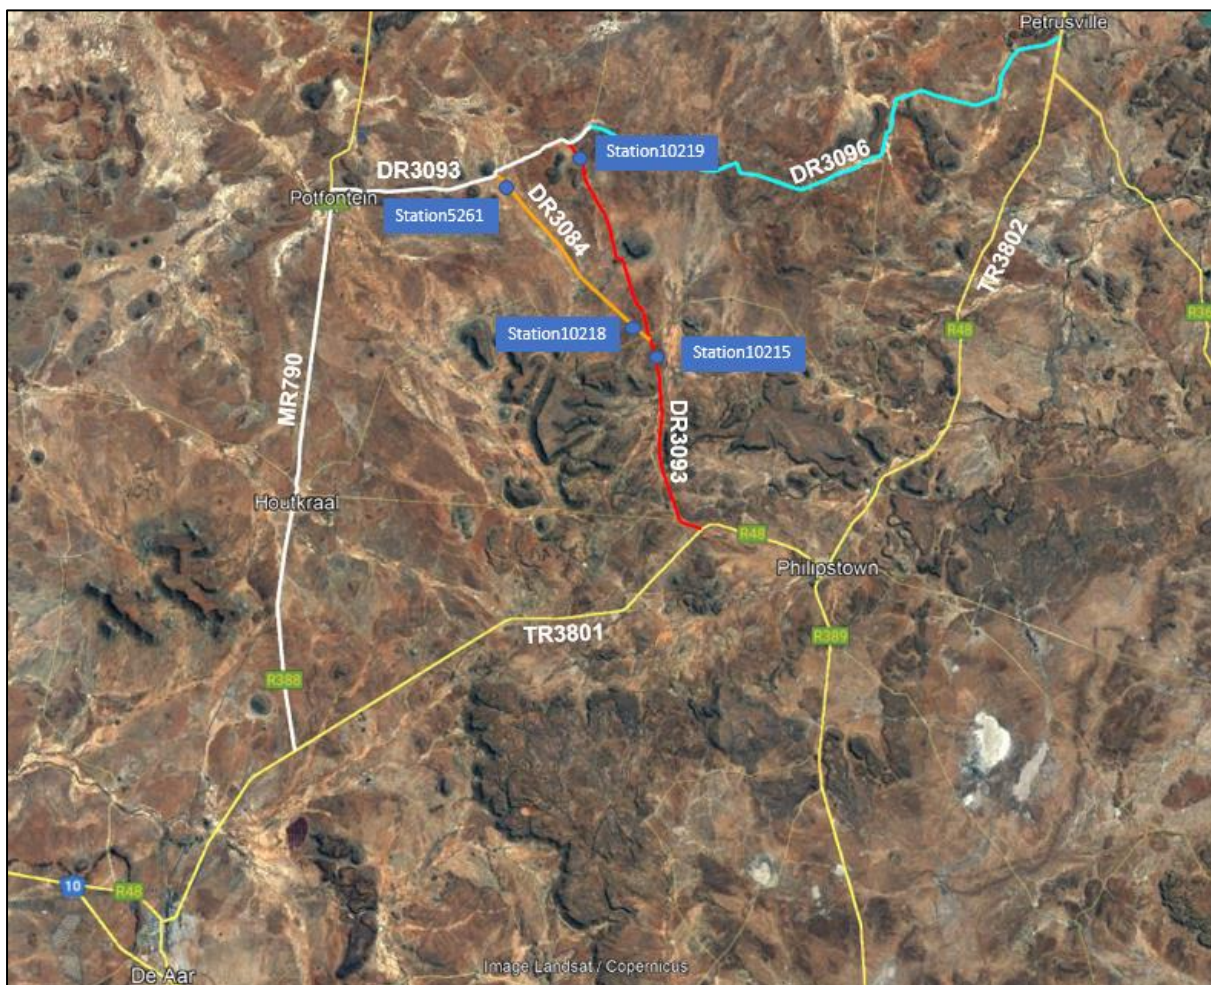 Petrusville
Station10219
DR3093
DR3096
Potfontein
Station5261
DR3084
TR3802
R48
Station10218
Station10215
MR790
DR3093
Houtkraal
R48
Philipstown
TR3801
R389
R388
10
R48
De Aar
Image Landsat / Copernicus